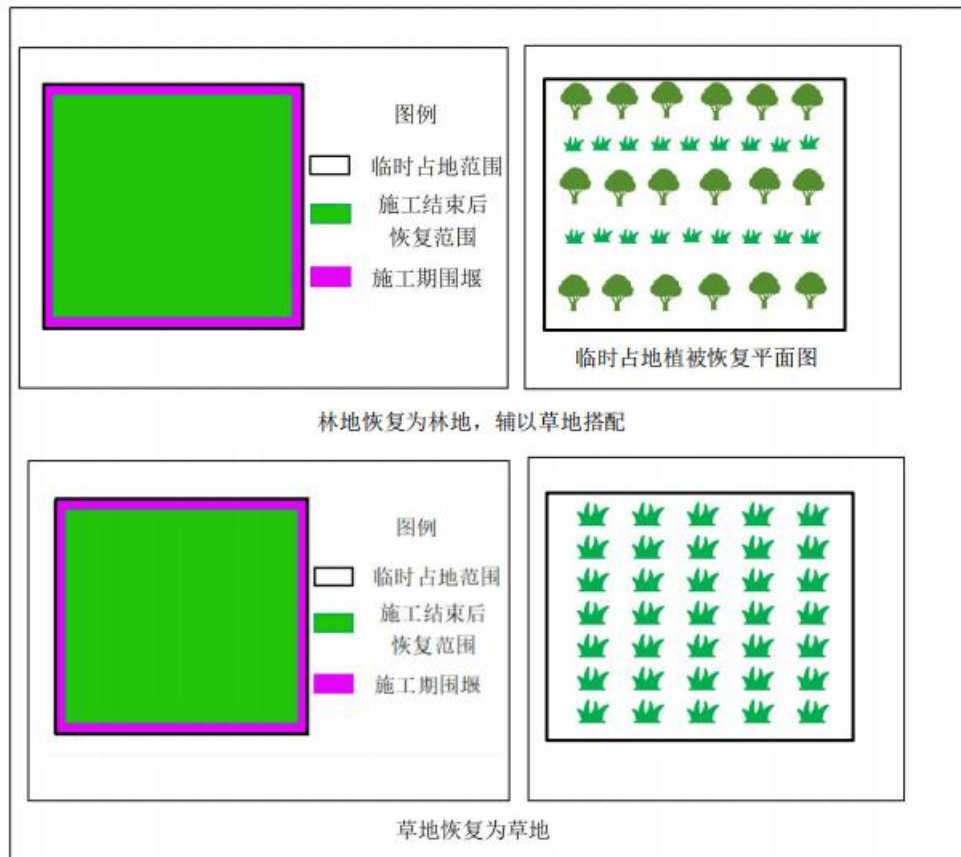 图例
临时占地范围
施工结束后
恢复范围
施工期围堰
临时占地植被恢复平面图
林地恢复为林地，辅以草地搭配
图例
临时占地范围
施工结束后
恢复范围
施工期围堰
草地恢复为草地